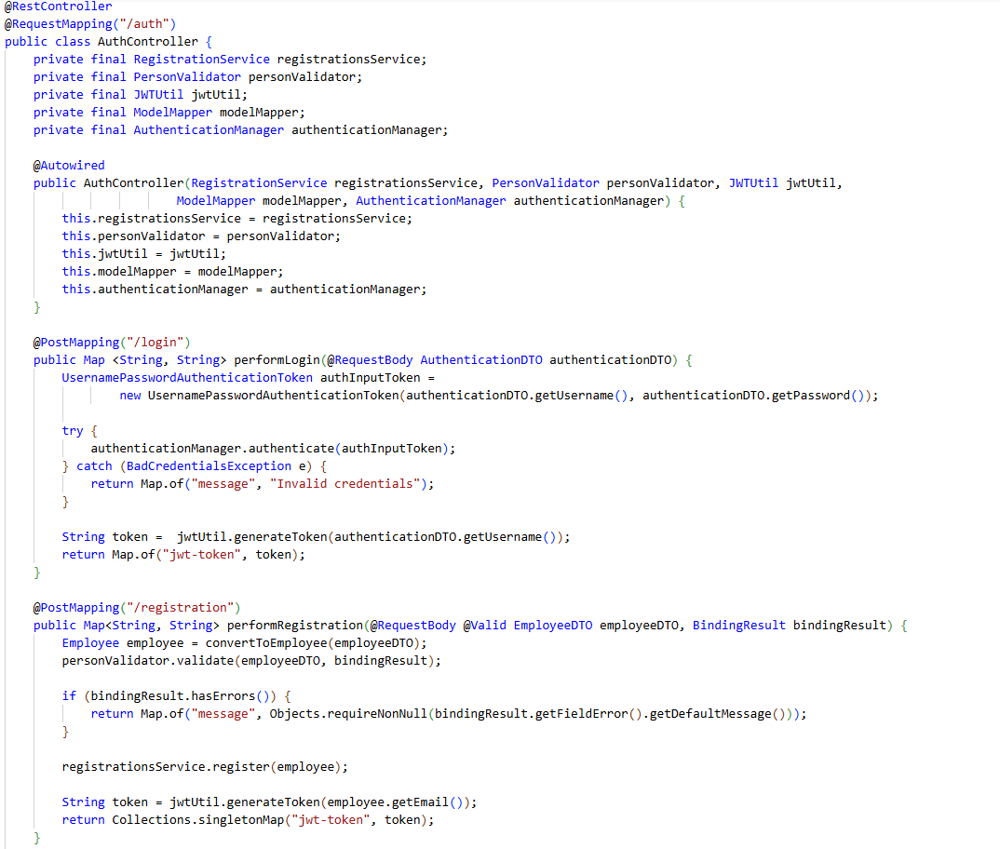 @RestController
@RequestMapping("/auth")
public class AuthController {
    private final RegistrationService registrationsService;
    private final PersonValidator personValidator;
    private final JWTUtil jwtUtil;
    private final ModelMapper modelMapper;
    private final AuthenticationManager authenticationManager;

    @Autowired
    public AuthController(RegistrationService registrationsService, PersonValidator personValidator, JWTUtil jwtUtil,
                        ModelMapper modelMapper, AuthenticationManager authenticationManager) {
        this.registrationsService = registrationsService;
        this.personValidator = personValidator;
        this.jwtUtil = jwtUtil;
        this.modelMapper = modelMapper;
        this.authenticationManager = authenticationManager;
    }

    @PostMapping("/login")
    public Map <String, String> performLogin(@RequestBody AuthenticationDTO authenticationDTO) {
        UsernamePasswordAuthenticationToken authInputToken =
                new UsernamePasswordAuthenticationToken(authenticationDTO.getUsername(), authenticationDTO.getPassword());

        try {
            authenticationManager.authenticate(authInputToken);
        } catch (BadCredentialsException e) {
            return Map.of("message", "Invalid credentials");
        }

        String token =  jwtUtil.generateToken(authenticationDTO.getUsername());
        return Map.of("jwt-token", token);
    }

    @PostMapping("/registration")
    public Map<String, String> performRegistration(@RequestBody @Valid EmployeeDTO employeeDTO, BindingResult bindingResult) {
        Employee employee = convertToEmployee(employeeDTO);
        personValidator.validate(employeeDTO, bindingResult);

        if (bindingResult.hasErrors()) {
            return Map.of("message", Objects.requireNonNull(bindingResult.getFieldError().getDefaultMessage()));
        }

        registrationsService.register(employee);

        String token = jwtUtil.generateToken(employee.getEmail());
        return Collections.singletonMap("jwt-token", token);
    }